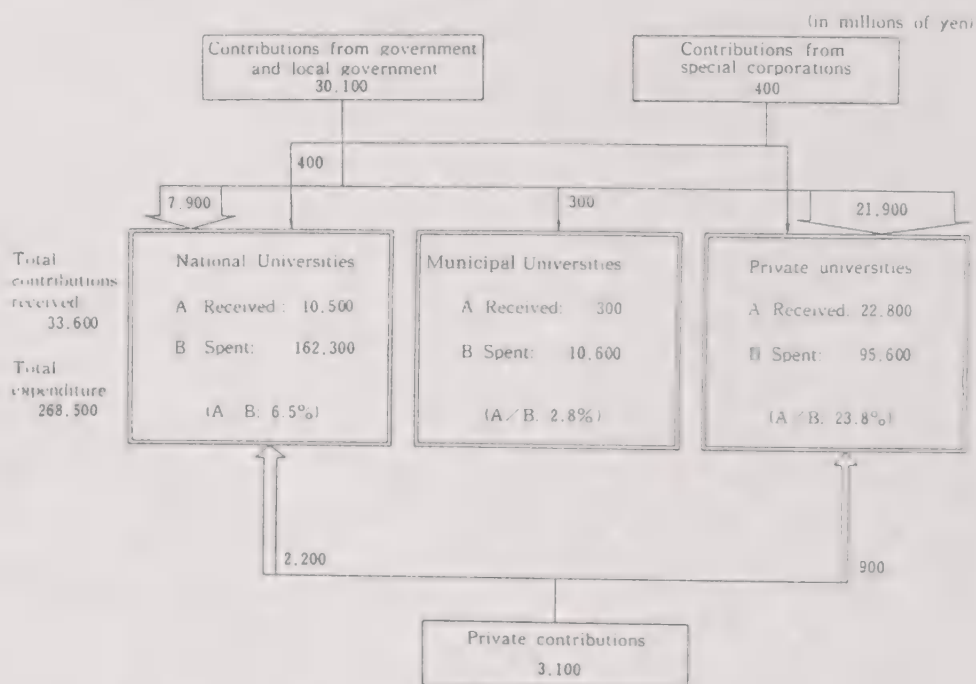 (in millions of yen)
Contributions from government
and local government
30.100
Contributions from
special corporations
400
400
7.900
300
21.900
Total
contributions
received
33.600
Total
expenditure
268.500
National Universities
A Received : 10,500
B Spent: 162,300
(A B: 6.5%)
Municipal Universities
A Received: 300
B Spent: 10,600
(A/B: 2.8%)
Private universities
A Received: 22.800
B Spent: 95.600
(A/B: 23.8%)
2.200
900
Private contributions
3.100